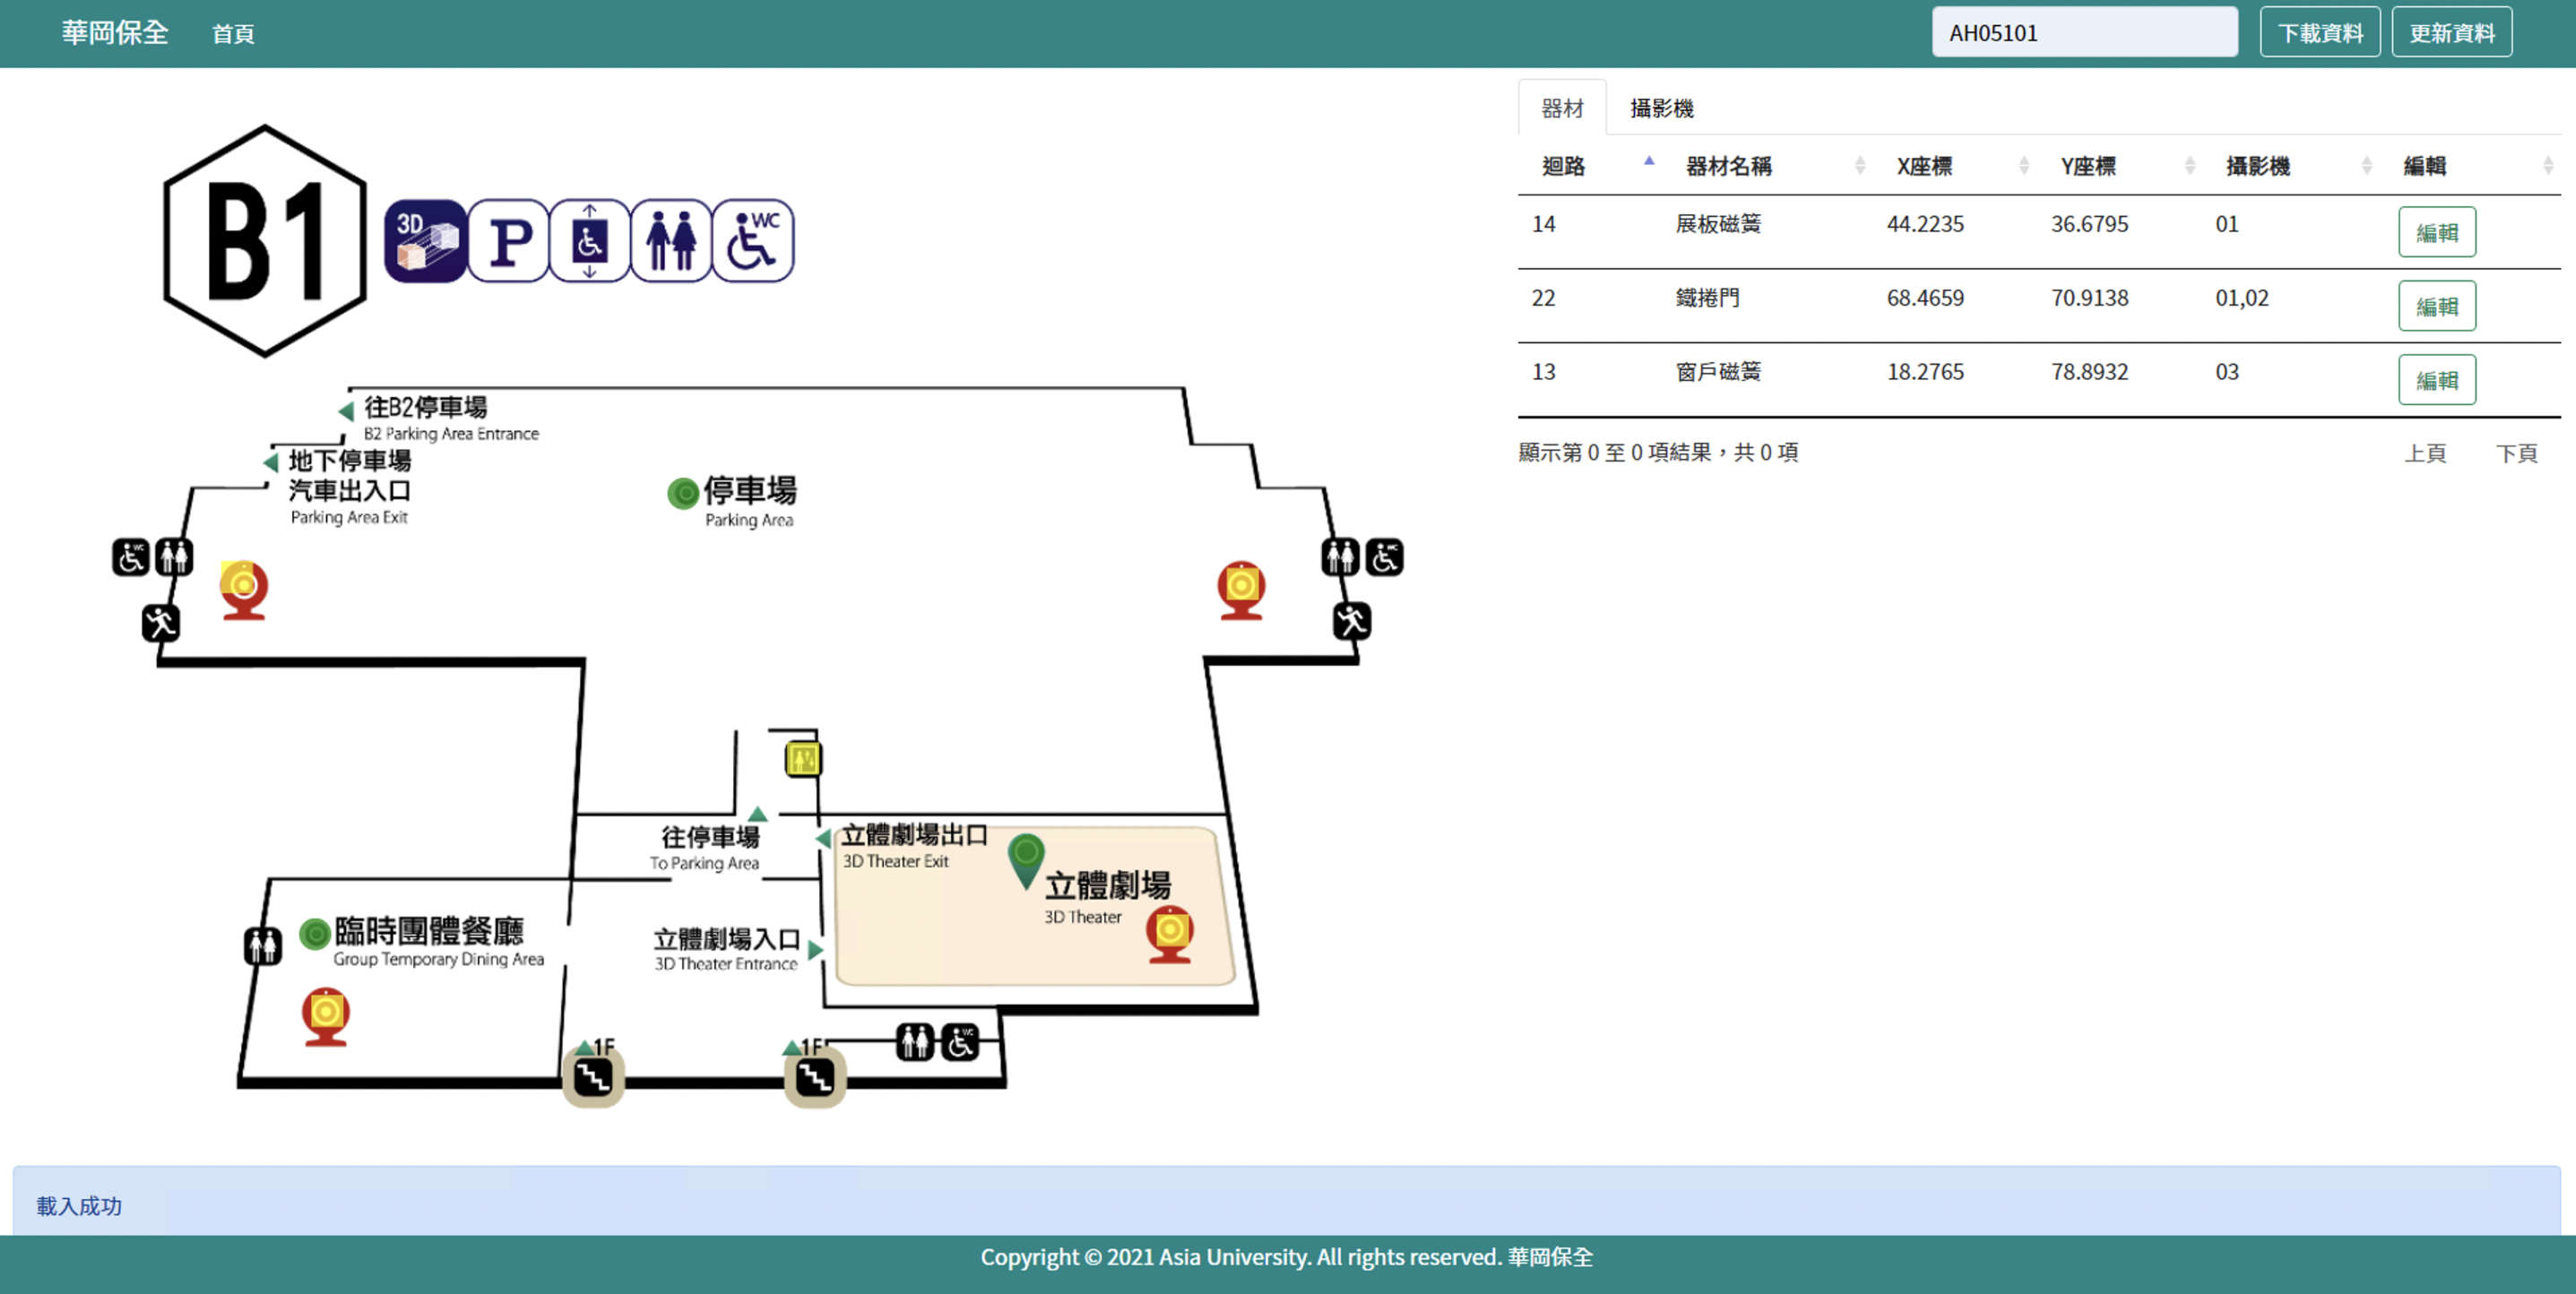 華岡保全 首頁 AH05101 下載資料 更新資料
B1
3D P WC
往B2停車場
B2 Parking Area Entrance
地下停車場
汽車出入口
Parking Area Exit
停車場
Parking Area
WC
WC
往停車場
To Parking Area
立體劇場出口
3D Theater Exit
立體劇場
3D Theater
臨時團體餐廳
Group Temporary Dining Area
立體劇場入口
3D Theater Entrance
1F
1F
WC
器材 攝影機
迴路 器材名稱 X座標 Y座標 攝影機 編輯
14 展板磁簧 44.2235 36.6795 01 編輯
22 鐵捲門 68.4659 70.9138 01,02 編輯
13 窗戶磁簧 18.2765 78.8932 03 編輯
顯示第 0 至 0 項結果，共 0 項 上頁 下頁
載入成功
Copyright © 2021 Asia University. All rights reserved. 華岡保全